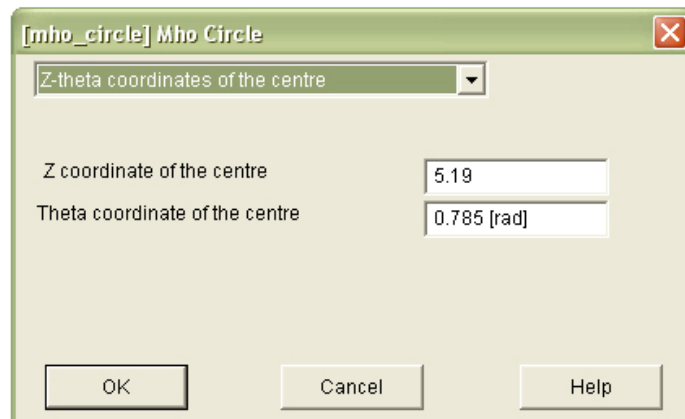 [mho_circle] Mho Circle
Z-theta coordinates of the centre
Z coordinate of the centre 5.19
Theta coordinate of the centre 0.785 [rad]
OK Cancel Help